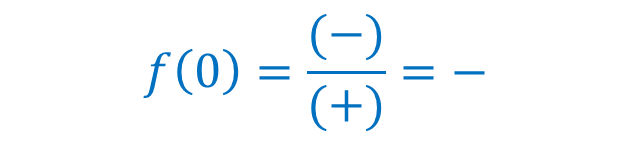 f(0) = (−)/(+) = −